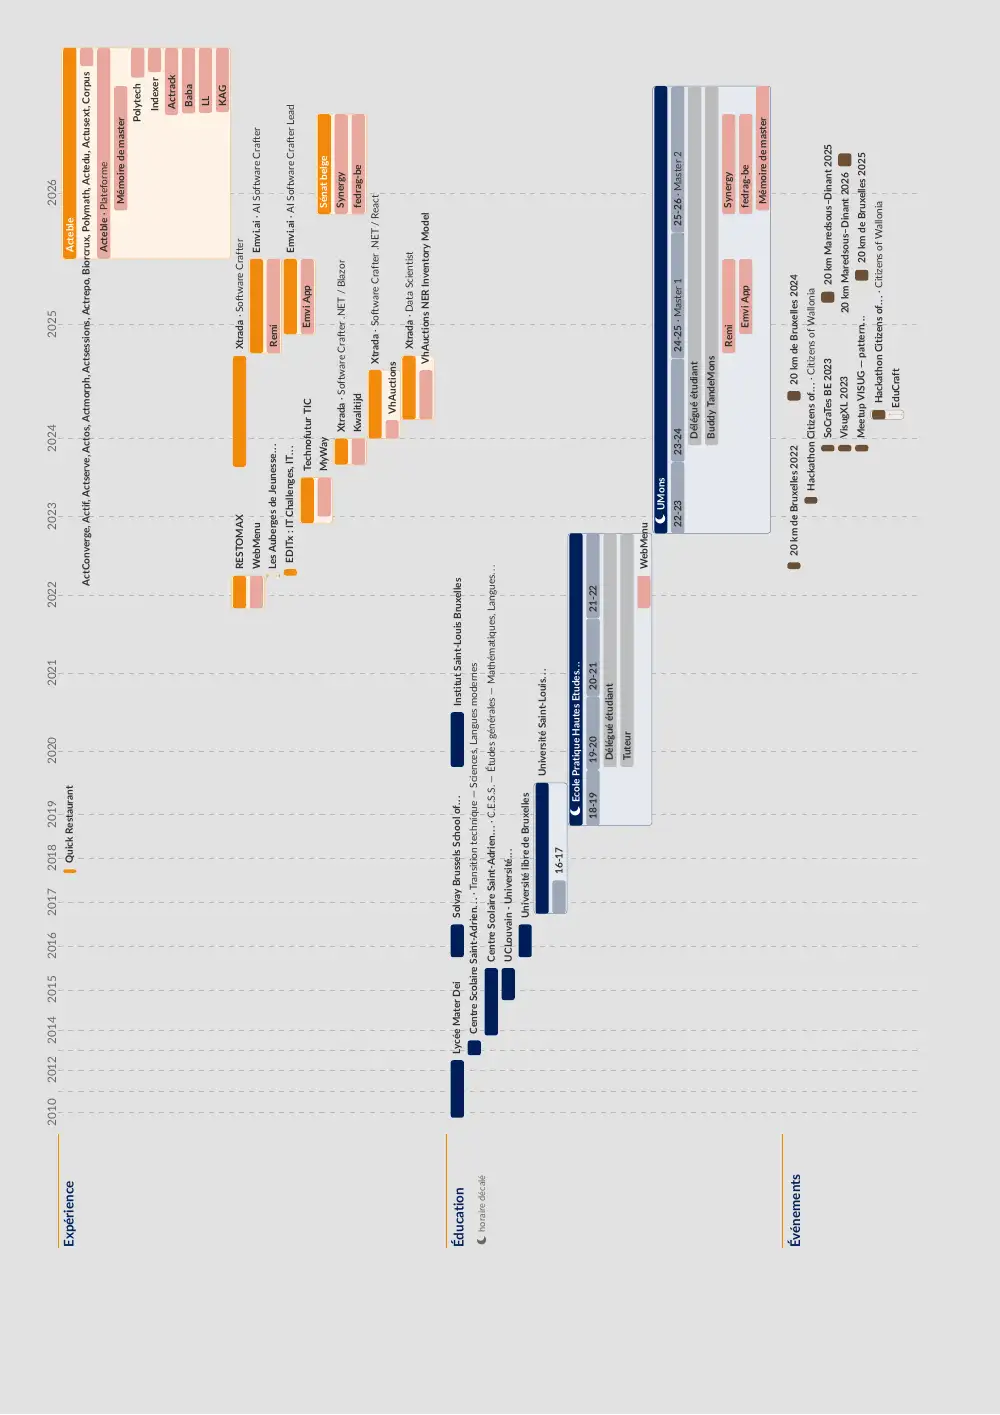 2010
2012
2014
2015
2016
2017
2018
2019
2020
2021
2022
2023
2024
2025
2026
Expérience
Quick Restaurant
Acteble
ActConverge, Actif, Actserve, Actos, Actmorph, Actsessions, Actrepo, Biorcrux, Polymath, Actedu, Actusext, Corpus
Acteble · Plateforme
Mémoire de master
Polytech
Indexer
Actrack
Baba
LL
KAG
RESTOMAX
Xtrada · Software Crafter
WebMenu
Emvi.ai · AI Software Crafter
Les Auberges de Jeunesse…
Remi
EDITx : IT Challenges, IT…
Emvi.ai · AI Software Crafter Lead
Technofutur TIC
Emvi App
MyWay
Sénat belge
Xtrada · Software Crafter .NET / Blazor
Synergy
Kwalitijd
fedrag-be
Xtrada · Software Crafter .NET / React
VhAuctions
Xtrada · Data Scientist
VhAuctions NER Inventory Model
Éducation
horaire décalé
Lycée Mater Dei
Solvay Brussels School of…
Institut Saint-Louis Bruxelles
Centre Scolaire Saint-Adrien… · Transition technique — Sciences, Langues modernes
Centre Scolaire Saint-Adrien… · C.E.S.S. — Études générales — Mathématiques, Langues…
UCLouvain - Université…
Université libre de Bruxelles
Université Saint-Louis…
16-17
Ecole Pratique Hautes Etudes…
18-19
19-20
20-21
21-22
Délégué étudiant
Tuteur
WebMenu
UMons
22-23
23-24
24-25 · Master 1
25-26 · Master 2
Délégué étudiant
Buddy TandeMons
Remi
Synergy
Emvi App
fedrag-be
Mémoire de master
Événements
20 km de Bruxelles 2022
20 km de Bruxelles 2024
Hackathon Citizens of… · Citizens of Wallonia
SoCraTes BE 2023
20 km Maredsous–Dinant 2025
VisugXL 2023
20 km Maredsous–Dinant 2026
Meetup VISUG — pattern…
20 km de Bruxelles 2025
Hackathon Citizens of… · Citizens of Wallonia
EduCraft